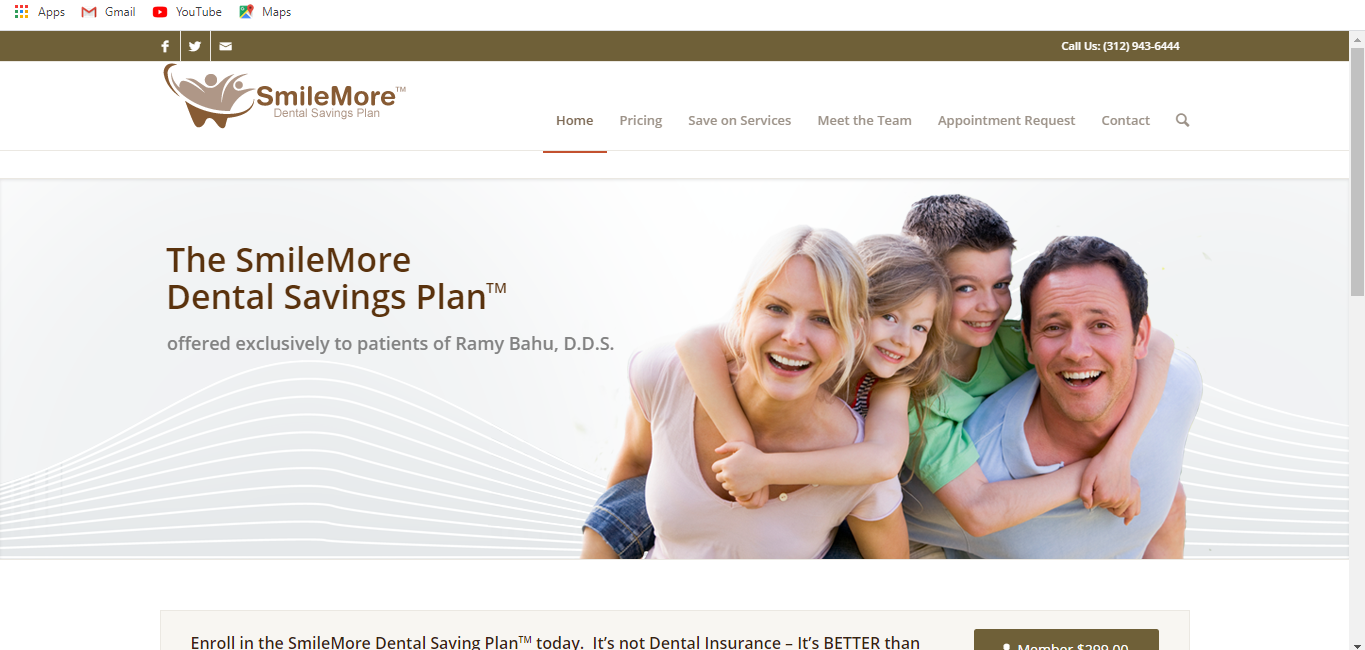 Apps Gmail YouTube Maps
Call Us: (312) 943-6444
SmileMore™
Dental Savings Plan
Home Pricing Save on Services Meet the Team Appointment Request Contact
The SmileMore
Dental Savings Plan™
offered exclusively to patients of Ramy Bahu, D.D.S.
Enroll in the SmileMore Dental Saving Plan™ today. It’s not Dental Insurance – It’s BETTER than
Member $299.00